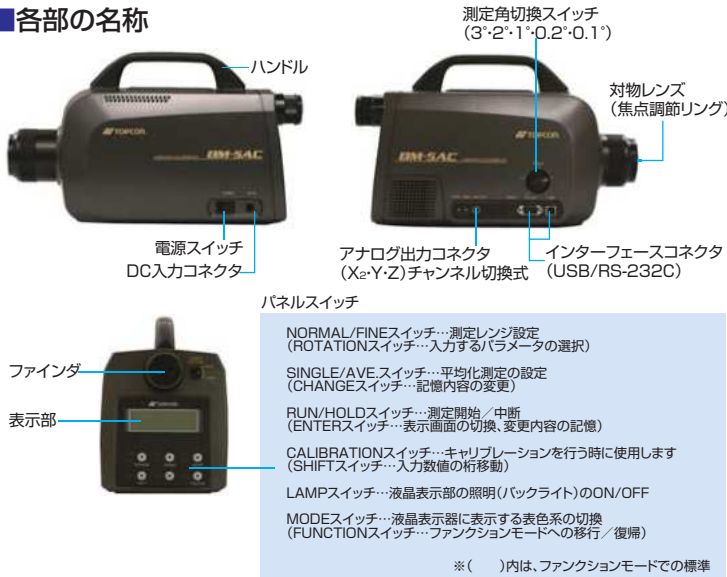 ■各部の名称
ハンドル
TOPCON
BM-5AC
電源スイッチ
DC入力コネクタ
測定角切換スイッチ
(3°・2°・1°・0.2°・0.1°)
対物レンズ
(焦点調節リング)
TOPCON
BM-5AC
アナログ出力コネクタ
(X₂・Y・Z)チャンネル切換式
インターフェースコネクタ
(USB/RS-232C)
ファインダ
表示部
TOPCON
パネルスイッチ
NORMAL/FINEスイッチ…測定レンジ設定
(ROTATIONスイッチ…入力するパラメータの選択)
SINGLE/AVE.スイッチ…平均化測定の設定
(CHANGEスイッチ…記憶内容の変更)
RUN/HOLDスイッチ…測定開始/中断
(ENTERスイッチ…表示画面の切換、変更内容の記憶)
CALIBRATIONスイッチ…キャリブレーションを行う時に使用します
(SHIFTスイッチ…入力数値の桁移動)
LAMPスイッチ…液晶表示部の照明(バックライト)のON/OFF
MODEスイッチ…液晶表示器に表示する表色系の切換
(FUNCTIONスイッチ…ファンクションモードへの移行/復帰)
※(　)内は、ファンクションモードでの標準